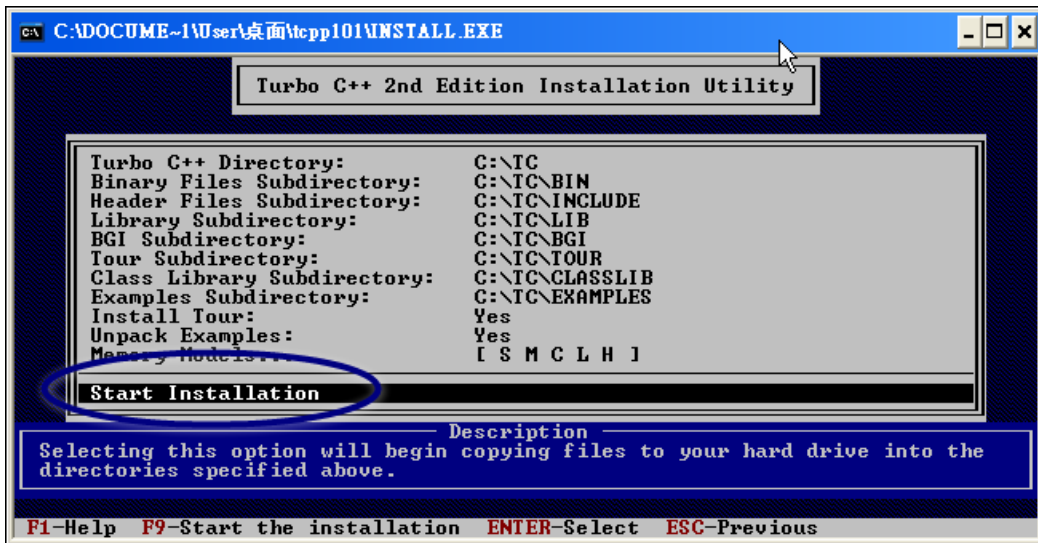 C:\DOCUME~1\User\桌面\tcpp101\INSTALL.EXE
Turbo C++ 2nd Edition Installation Utility
Turbo C++ Directory: C:\TC
Binary Files Subdirectory: C:\TC\BIN
Header Files Subdirectory: C:\TC\INCLUDE
Library Subdirectory: C:\TC\LIB
BGI Subdirectory: C:\TC\BGI
Tour Subdirectory: C:\TC\TOUR
Class Library Subdirectory: C:\TC\CLASSLIB
Examples Subdirectory: C:\TC\EXAMPLES
Install Tour: Yes
Unpack Examples: Yes
Memory Models... [ S M C L H ]
Start Installation
Description
Selecting this option will begin copying files to your hard drive into the
directories specified above.
F1-Help F9-Start the installation ENTER-Select ESC-Previous